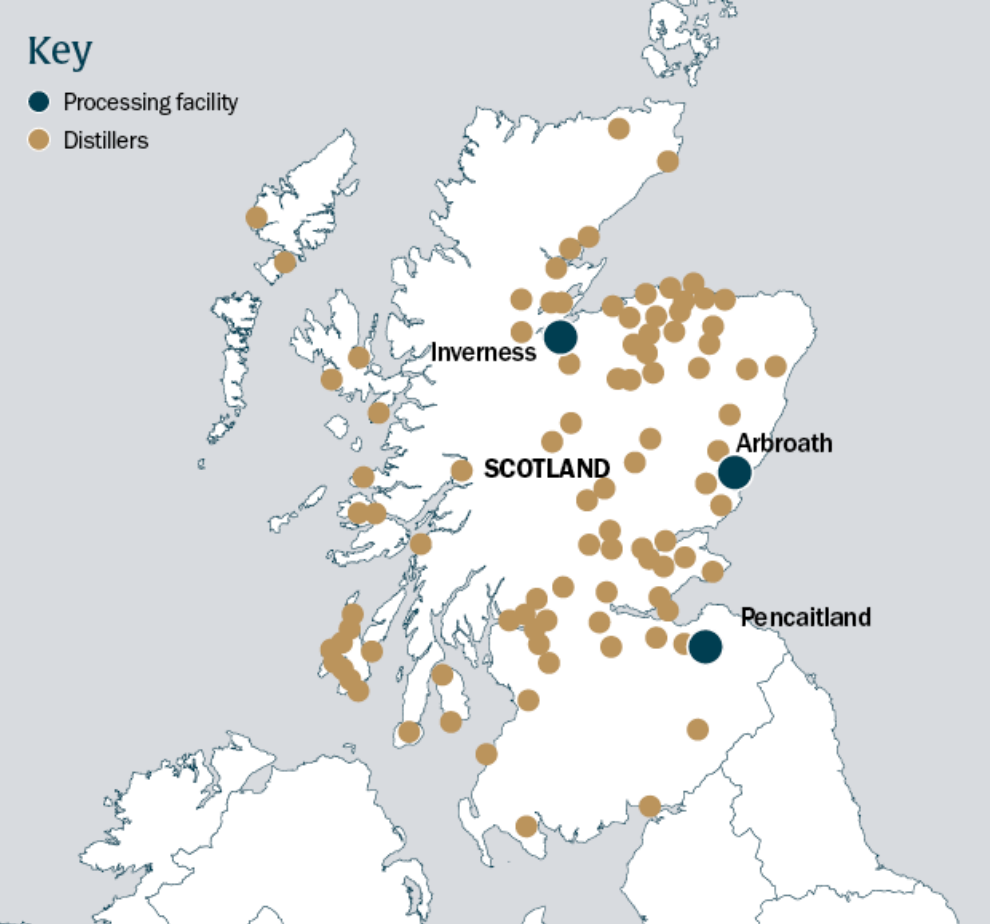 Key
Processing facility
Distillers
Inverness
Arbroath
SCOTLAND
Pencaitland